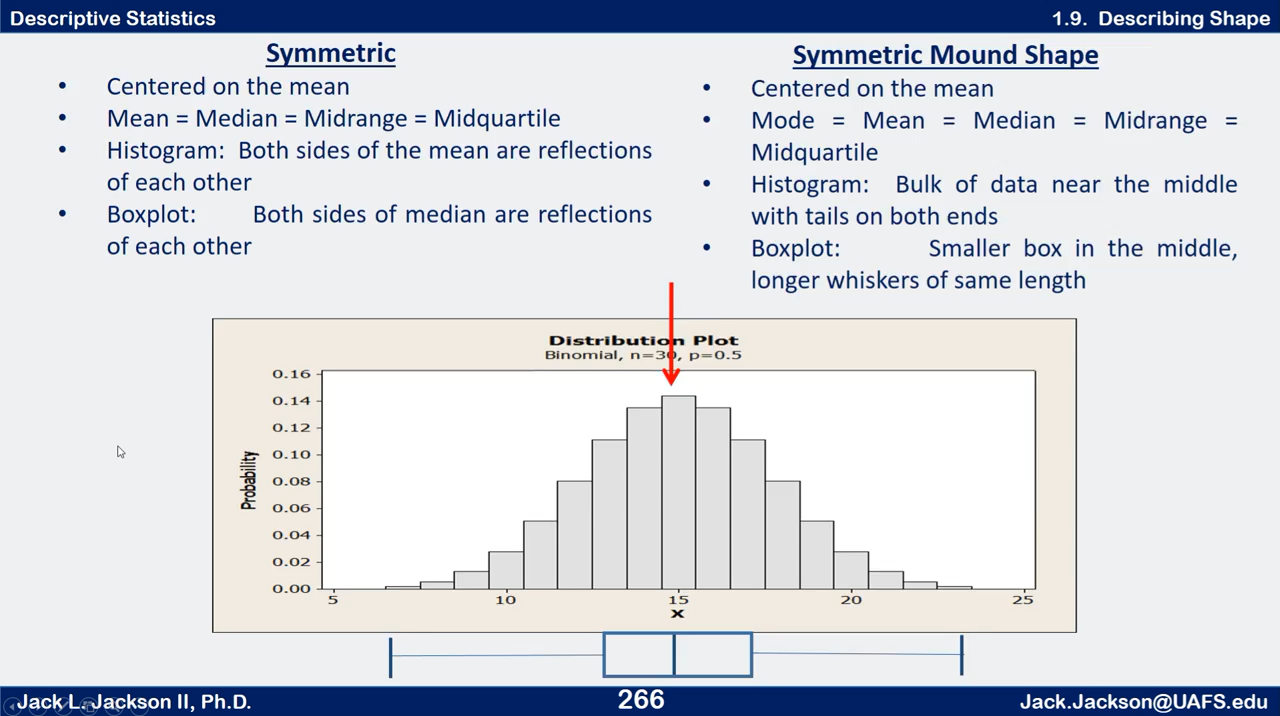 Descriptive Statistics
1.9. Describing Shape
Symmetric
• Centered on the mean
• Mean = Median = Midrange = Midquartile
• Histogram: Both sides of the mean are reflections
of each other
• Boxplot: Both sides of median are reflections
of each other
Symmetric Mound Shape
• Centered on the mean
• Mode = Mean = Median = Midrange =
Midquartile
• Histogram: Bulk of data near the middle
with tails on both ends
• Boxplot: Smaller box in the middle,
longer whiskers of same length
Distribution Plot
Binomial, n=30, p=0.5
0.16
0.14
0.12
0.10
0.08
0.06
0.04
0.02
0.00
Probability
5 10 15 20 25
x
Jack L. Jackson II, Ph.D.
266
Jack.Jackson@UAFS.edu